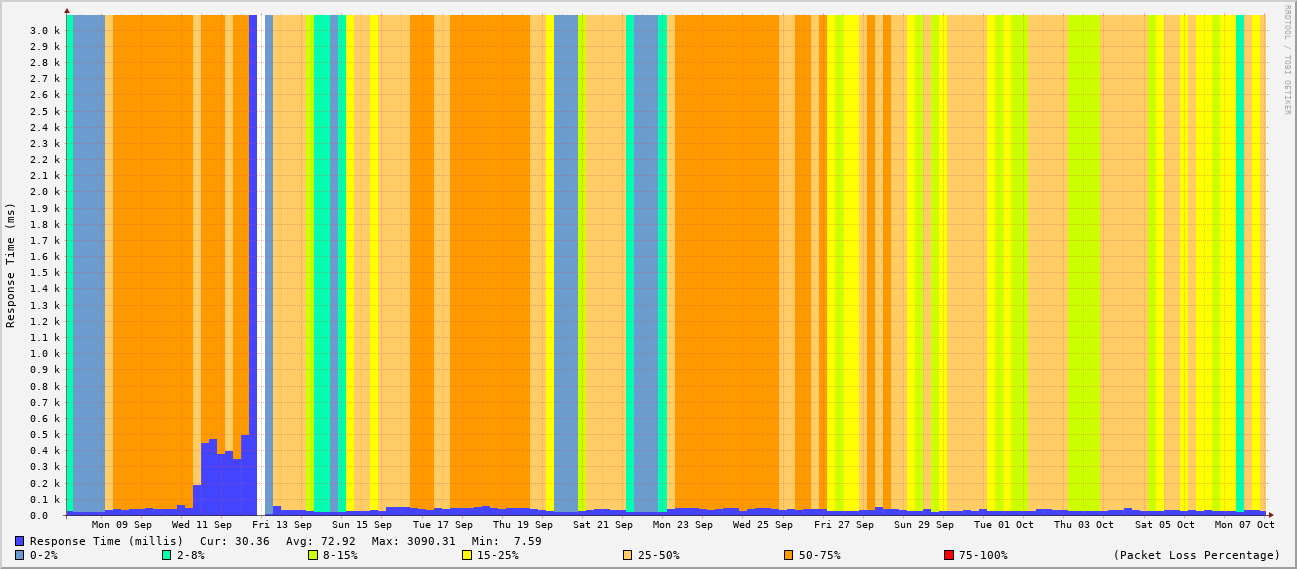 RRDTOOL / TOBI OETIKER
Response Time (ms)
3.0 k
2.9 k
2.8 k
2.7 k
2.6 k
2.5 k
2.4 k
2.3 k
2.2 k
2.1 k
2.0 k
1.9 k
1.8 k
1.7 k
1.6 k
1.5 k
1.4 k
1.3 k
1.2 k
1.1 k
1.0 k
0.9 k
0.8 k
0.7 k
0.6 k
0.5 k
0.4 k
0.3 k
0.2 k
0.1 k
0.0
Mon 09 Sep Wed 11 Sep Fri 13 Sep Sun 15 Sep Tue 17 Sep Thu 19 Sep Sat 21 Sep Mon 23 Sep Wed 25 Sep Fri 27 Sep Sun 29 Sep Tue 01 Oct Thu 03 Oct Sat 05 Oct Mon 07 Oct
Response Time (millis) Cur: 30.36 Avg: 72.92 Max: 3090.31 Min: 7.59
0-2% 2-8% 8-15% 15-25% 25-50% 50-75% 75-100% (Packet Loss Percentage)